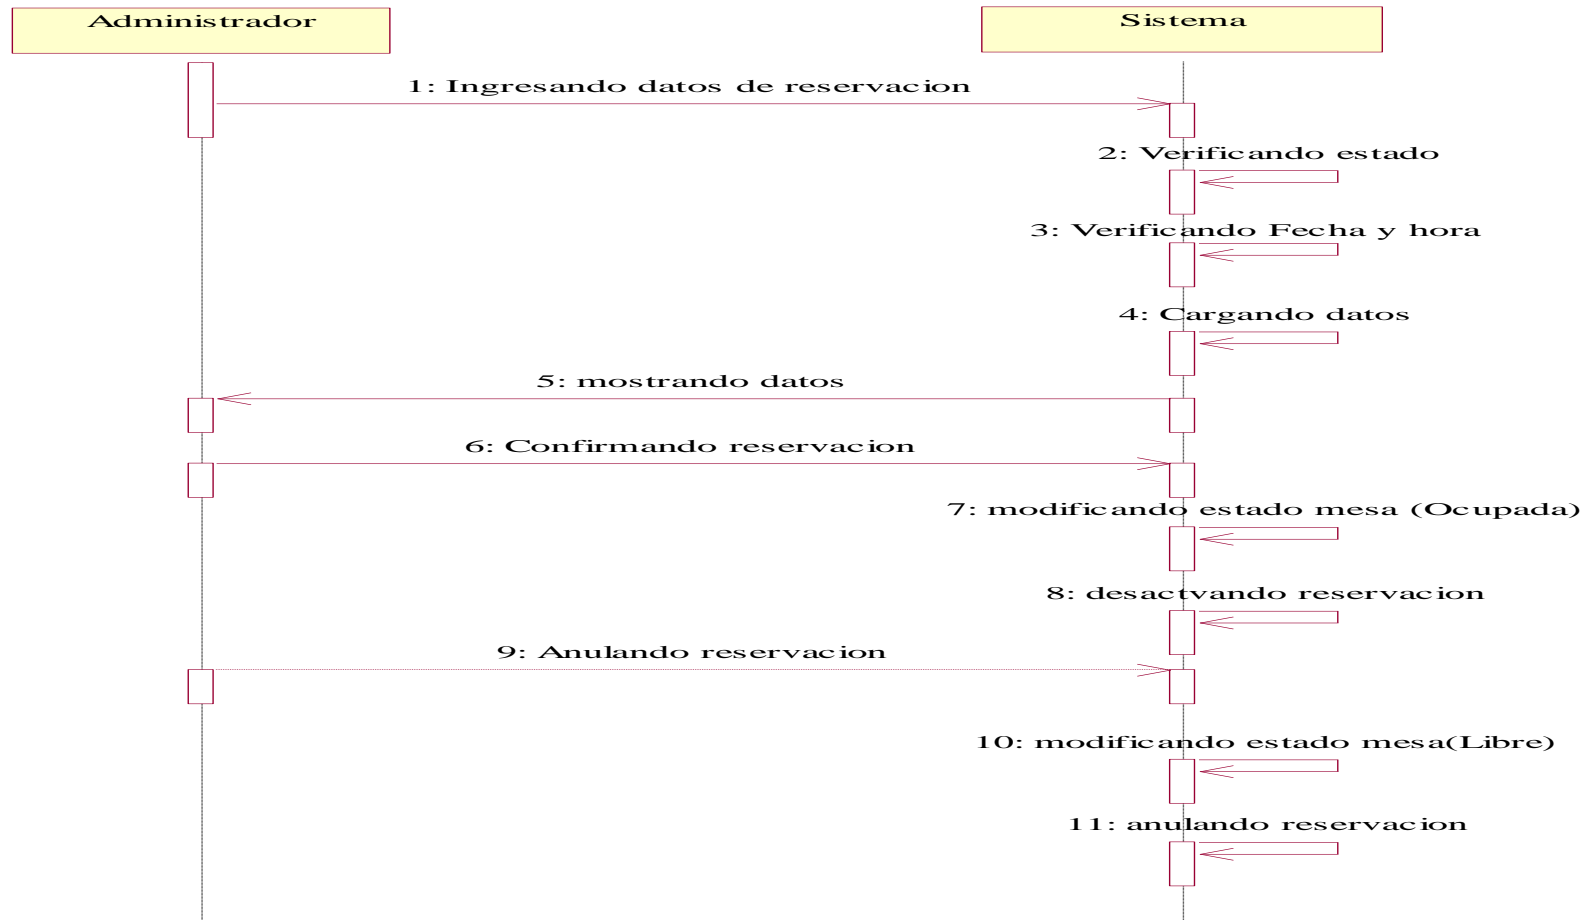 Administrador
Sistema
1: Ingresando datos de reservacion
2: Verificando estado
3: Verificando Fecha y hora
4: Cargando datos
5: mostrando datos
6: Confirmando reservacion
7: modificando estado mesa (Ocupada)
8: desactvando reservacion
9: Anulando reservacion
10: modificando estado mesa(Libre)
11: anulando reservacion